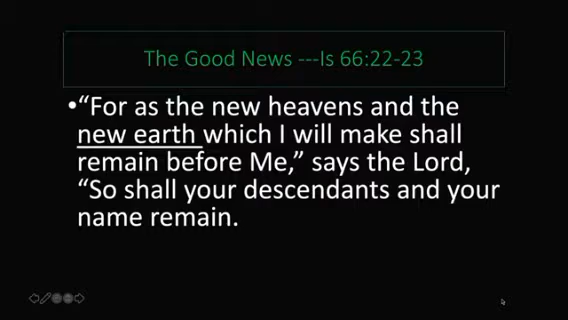 The Good News ---Is 66:22-23
•“For as the new heavens and the
new earth which I will make shall
remain before Me,” says the Lord,
“So shall your descendants and your
name remain.